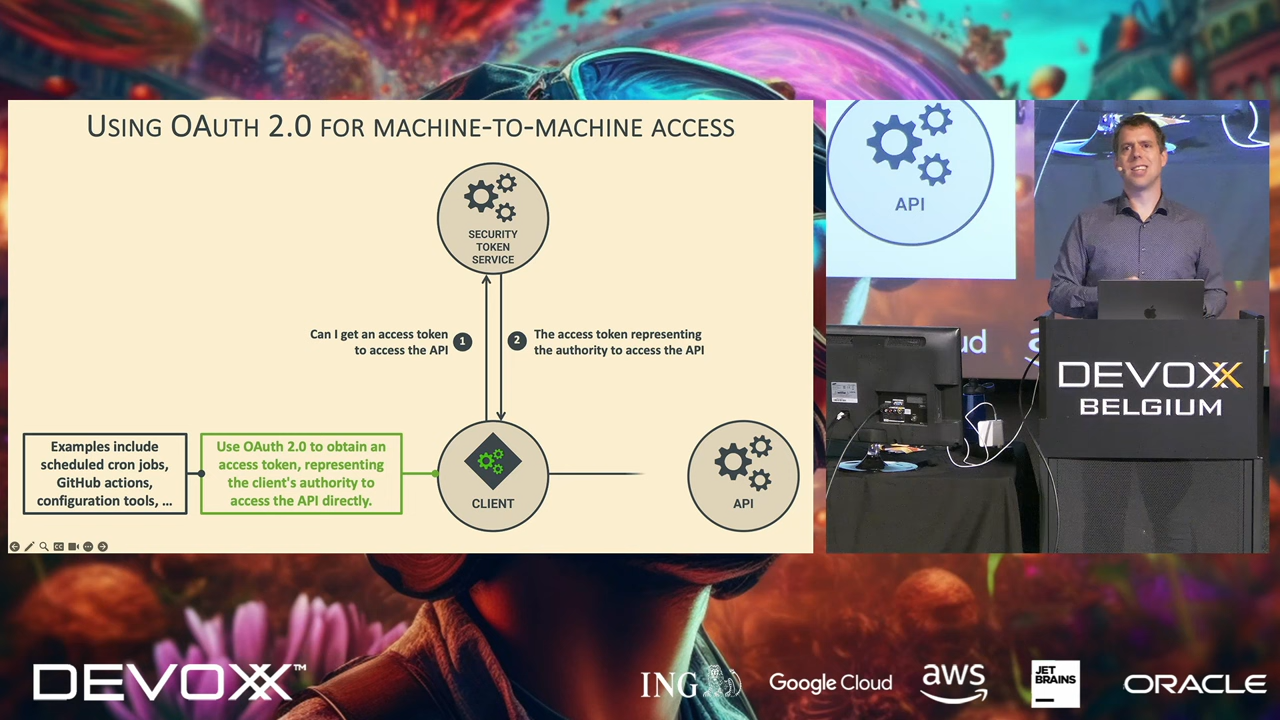 USING OAUTH 2.0 FOR MACHINE-TO-MACHINE ACCESS
SECURITY
TOKEN
SERVICE
Can I get an access token
to access the API
1
2
The access token representing
the authority to access the API
Examples include
scheduled cron jobs,
GitHub actions,
configuration tools, ...
Use OAuth 2.0 to obtain an
access token, representing
the client's authority to
access the API directly.
CLIENT
API
API
ud
DEVOXX
BELGIUM
DEVOXX™
ING
Google Cloud
aws
JET
BRAINS
ORACLE